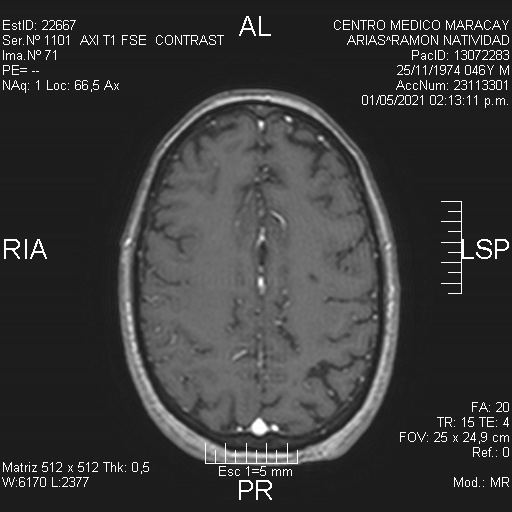 EstID: 22667
Ser.Nº 1101 AXI T1 FSE CONTRAST
Ima.Nº 71
PE= --
NAq: 1 Loc: 66,5 Ax
AL
CENTRO MEDICO MARACAY
ARIAS^RAMON NATIVIDAD
PacID: 13072283
25/11/1974 046Y M
AccNum: 23113301
01/05/2021 02:13:11 p.m.
RIA
LSP
FA: 20
TR: 15 TE: 4
FOV: 25 x 24,9 cm
Ref.: 0
Matriz 512 x 512 Thk: 0,5
W:6170 L:2377
Esc 1=5 mm
PR
Mod.: MR